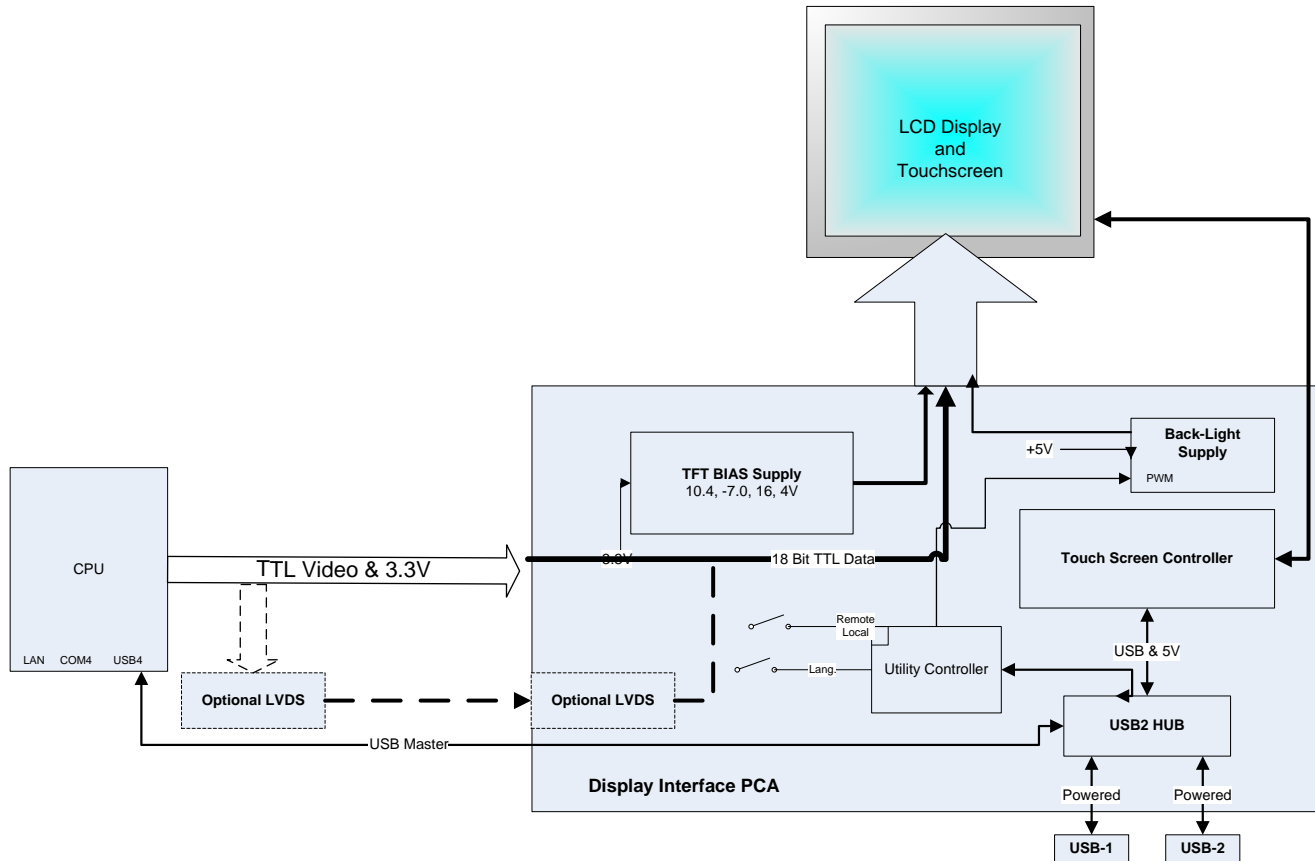 LCD Display
and
Touchscreen
Back-Light
Supply
+5V
PWM
TFT BIAS Supply
10.4, -7.0, 16, 4V
3.3V
18 Bit TTL Data
CPU
TTL Video & 3.3V
Touch Screen Controller
Remote
Local
USB & 5V
LAN
COM4
USB4
Lang.
Utility Controller
Optional LVDS
Optional LVDS
USB2 HUB
USB Master
Display Interface PCA
Powered
Powered
USB-1
USB-2